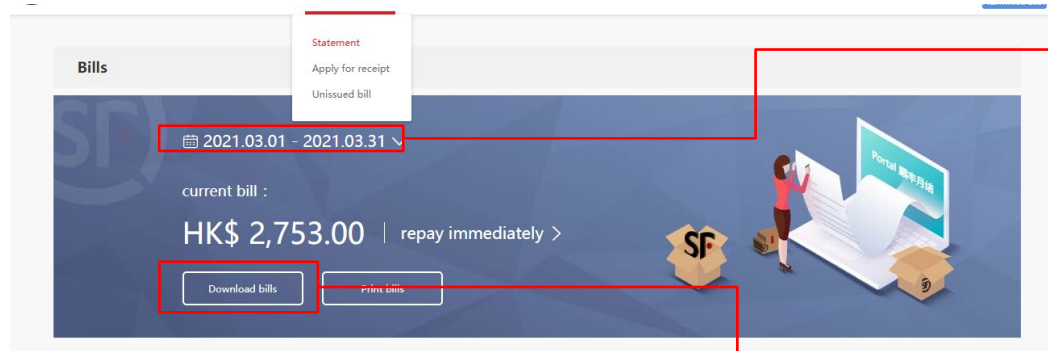 Statement
Apply for receipt
Unissued bill
Bills
2021.03.01 - 2021.03.31
current bill :
HK$ 2,753.00 | repay immediately >
Download bills
Print bills
Portal 顺丰月结
SF
SF